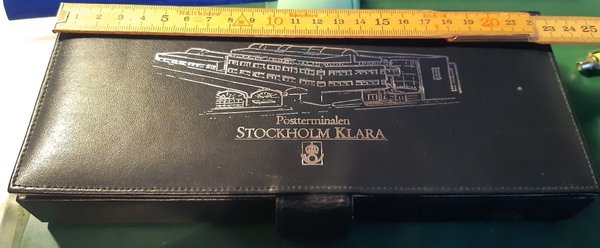 1 2 3 4 5 6 7 8 9 10 11 12 13 14 15 16 17 18 19 20 21 22 23 24 25
Postterminalen
STOCKHOLM KLARA